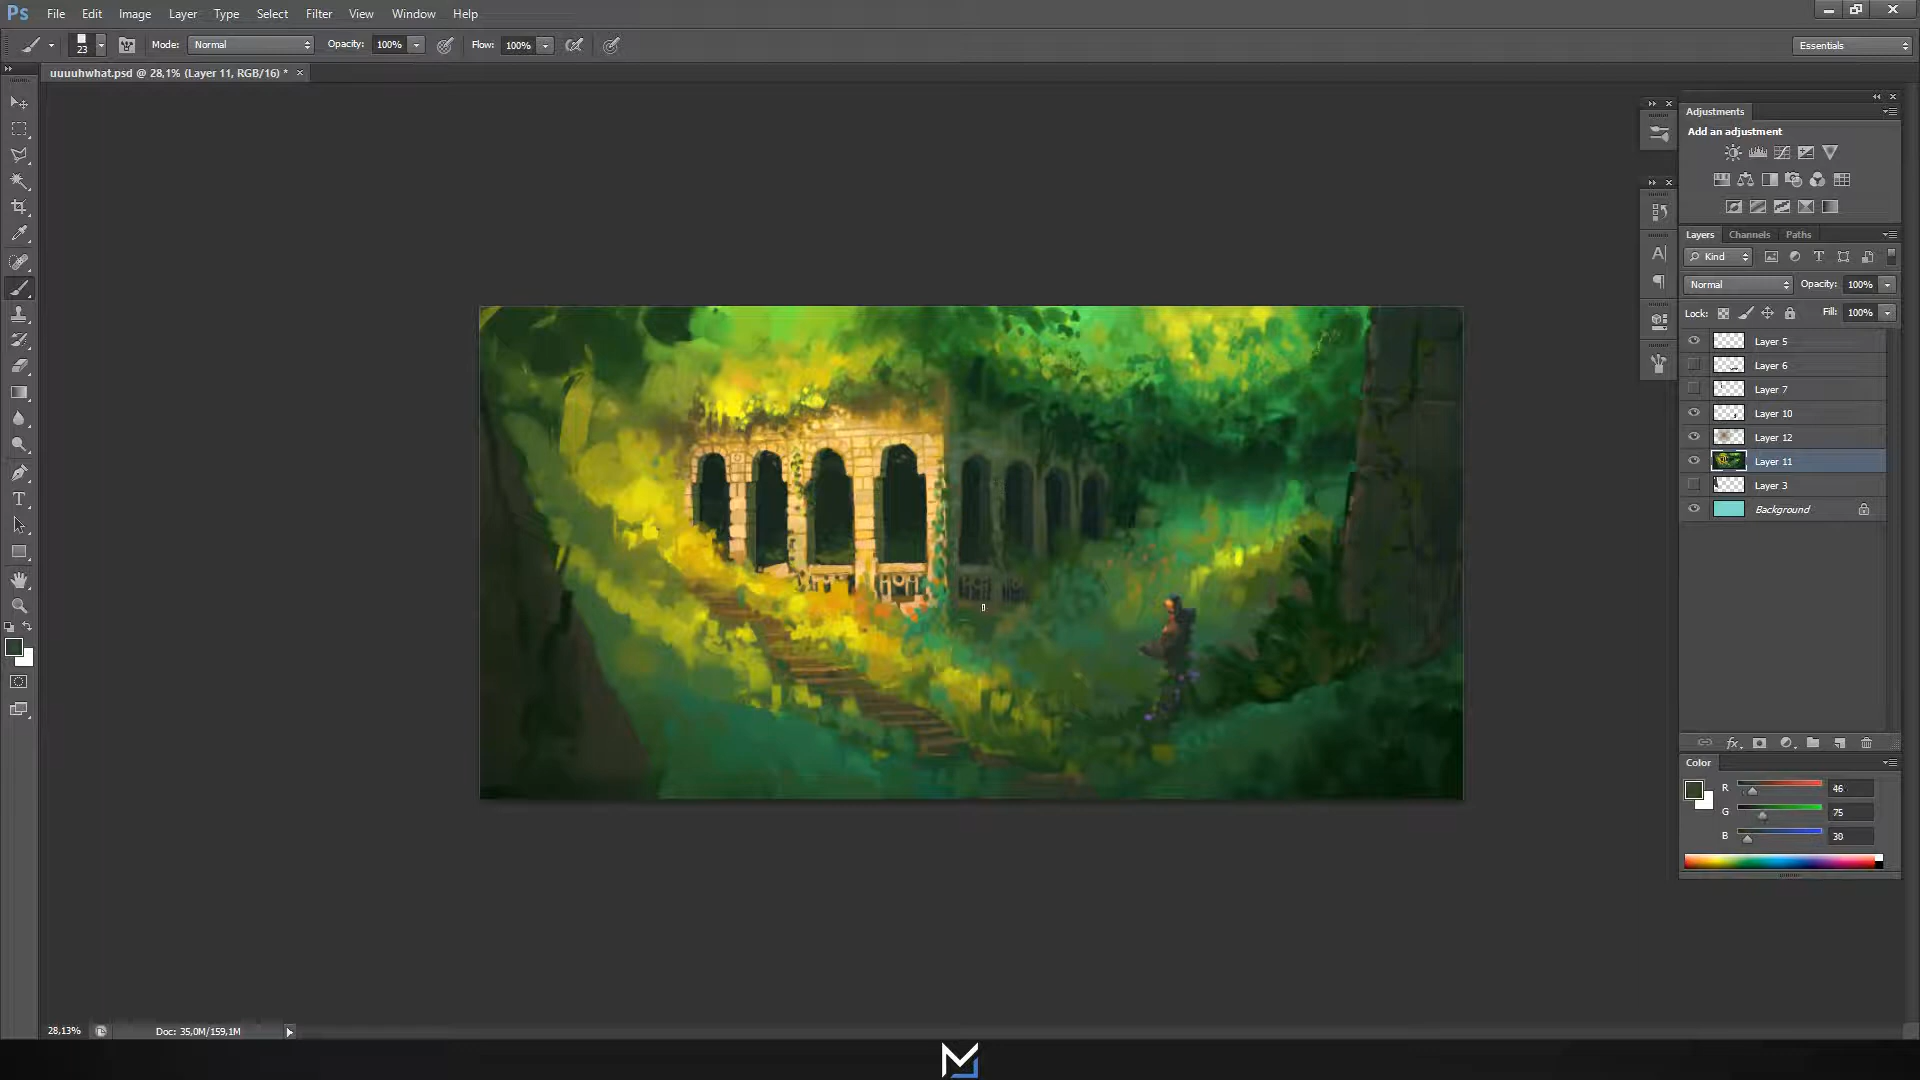 Ps File Edit Image Layer Type Select Filter View Window Help
23 Mode: Normal Opacity: 100% Flow: 100% Essentials
uuuuhwhat.psd @ 28,1% (Layer 11, RGB/16) * ×
Adjustments
Add an adjustment
Layers Channels Paths
Kind
Normal Opacity: 100%
Lock: Fill: 100%
Layer 5
Layer 6
Layer 7
Layer 10
Layer 12
Layer 11
Layer 3
Background
fx
Color
R 46
G 75
B 30
28,13% Doc: 35,0M/159,1M